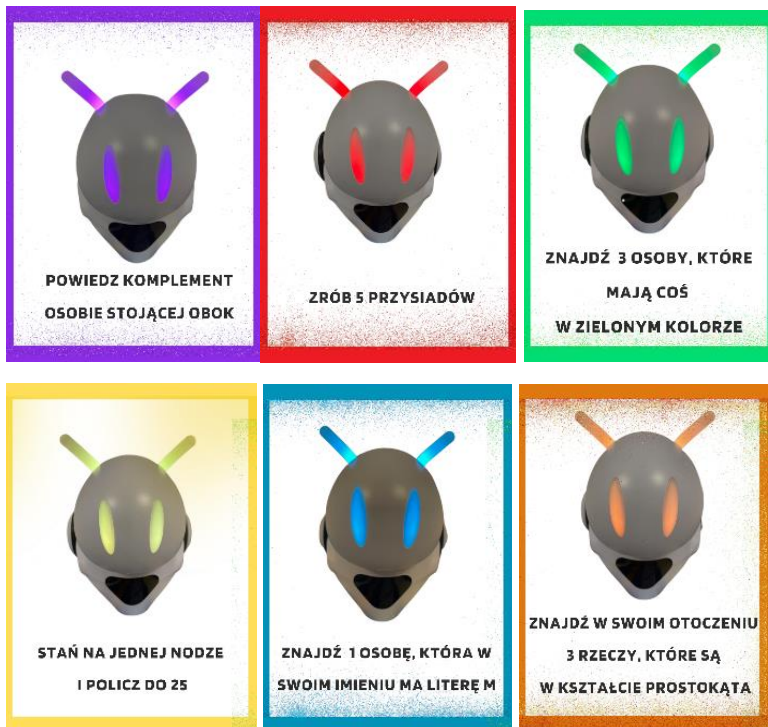 POWIEDZ KOMPLEMENT
OSOBIE STOJĄCEJ OBOK
ZRÓB 5 PRZYSIADÓW
ZNAJDŹ 3 OSOBY, KTÓRE
MAJĄ COŚ
W ZIELONYM KOLORZE
STAŃ NA JEDNEJ NODZE
I POLICZ DO 25
ZNAJDŹ 1 OSOBĘ, KTÓRA W
SWOIM IMIENIU MA LITERĘ M
ZNAJDŹ W SWOIM OTOCZENIU
3 RZECZY, KTÓRE SĄ
W KSZTAŁCIE PROSTOKĄTA